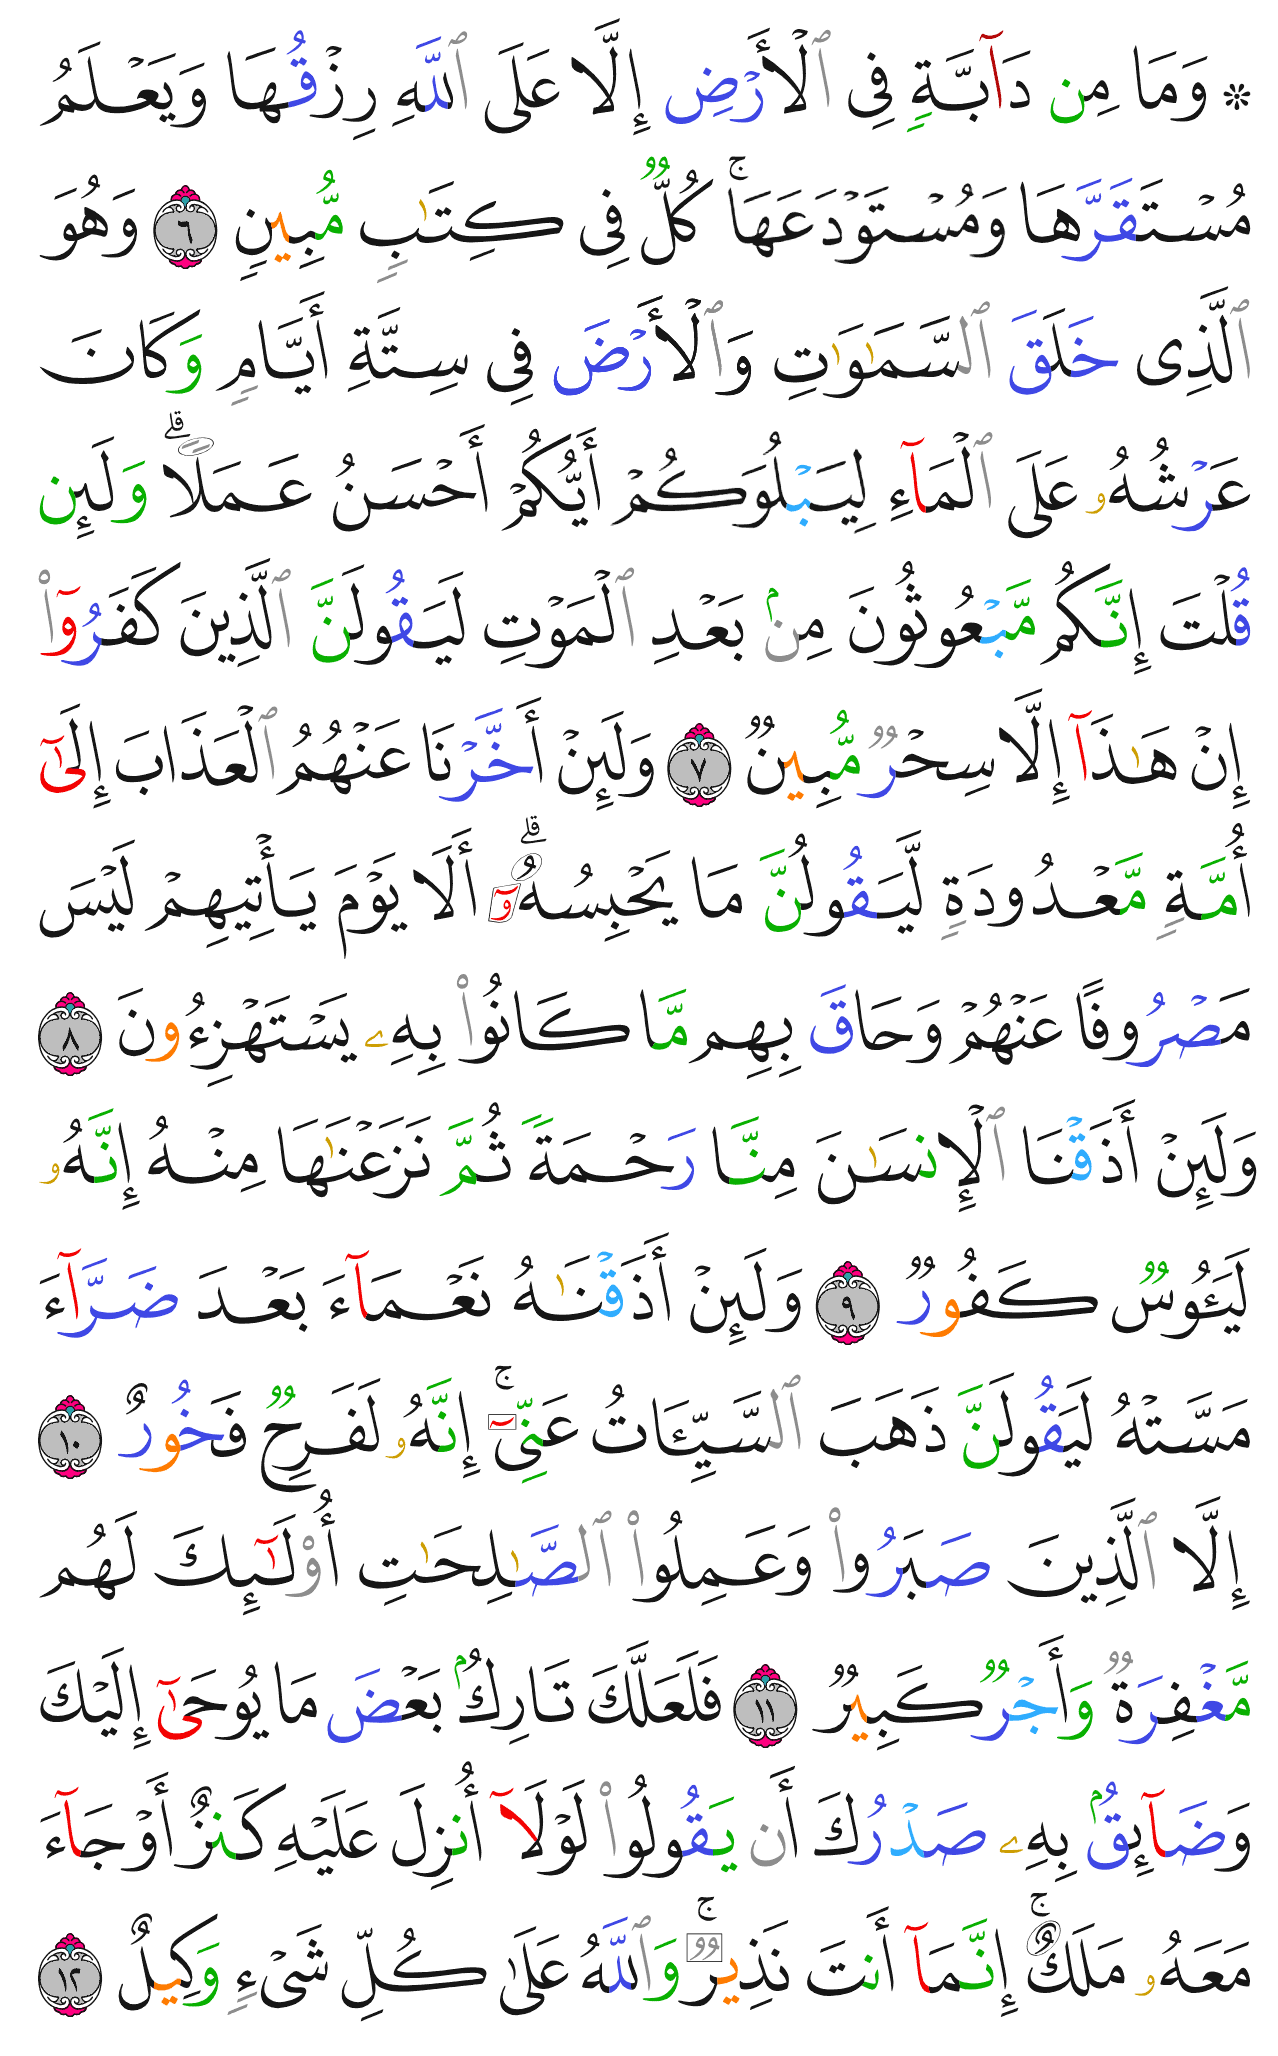 ۞ وَمَا مِن دَآبَّةٍ فِى ٱلْأَرْضِ إِلَّا عَلَى ٱللَّهِ رِزْقُهَا وَيَعْلَمُ
مُسْتَقَرَّهَا وَمُسْتَوْدَعَهَا ۚ كُلٌّ فِى كِتَـٰبٍ مُّبِينٍ ٦ وَهُوَ
ٱلَّذِى خَلَقَ ٱلسَّمَـٰوَٰتِ وَٱلْأَرْضَ فِى سِتَّةِ أَيَّامٍ وَكَانَ
عَرْشُهُۥ عَلَى ٱلْمَآءِ لِيَبْلُوَكُمْ أَيُّكُمْ أَحْسَنُ عَمَلًا ۗ وَلَئِن
قُلْتَ إِنَّكُم مَّبْعُوثُونَ مِنۢ بَعْدِ ٱلْمَوْتِ لَيَقُولَنَّ ٱلَّذِينَ كَفَرُوٓا۟
إِنْ هَـٰذَآ إِلَّا سِحْرٌ مُّبِينٌ ٧ وَلَئِنْ أَخَّرْنَا عَنْهُمُ ٱلْعَذَابَ إِلَىٰٓ
أُمَّةٍ مَّعْدُودَةٍ لَّيَقُولُنَّ مَا يَحْبِسُهُۥٓ ۗ أَلَا يَوْمَ يَأْتِيهِمْ لَيْسَ
مَصْرُوفًا عَنْهُمْ وَحَاقَ بِهِم مَّا كَانُوا۟ بِهِۦ يَسْتَهْزِءُونَ ٨
وَلَئِنْ أَذَقْنَا ٱلْإِنسَـٰنَ مِنَّا رَحْمَةً ثُمَّ نَزَعْنَـٰهَا مِنْهُ إِنَّهُۥ
لَيَـُٔوسٌ كَفُورٌ ٩ وَلَئِنْ أَذَقْنَـٰهُ نَعْمَآءَ بَعْدَ ضَرَّآءَ
مَسَّتْهُ لَيَقُولَنَّ ذَهَبَ ٱلسَّيِّـَٔاتُ عَنِّىٓ ۚ إِنَّهُۥ لَفَرِحٌ فَخُورٌ ١٠
إِلَّا ٱلَّذِينَ صَبَرُوا۟ وَعَمِلُوا۟ ٱلصَّـٰلِحَـٰتِ أُو۟لَـٰٓئِكَ لَهُم
مَّغْفِرَةٌ وَأَجْرٌ كَبِيرٌ ١١ فَلَعَلَّكَ تَارِكٌۢ بَعْضَ مَا يُوحَىٰٓ إِلَيْكَ
وَضَآئِقٌۢ بِهِۦ صَدْرُكَ أَن يَقُولُوا۟ لَوْلَآ أُنزِلَ عَلَيْهِ كَنزٌ أَوْ جَآءَ
مَعَهُۥ مَلَكٌ ۚ إِنَّمَآ أَنتَ نَذِيرٌ ۚ وَٱللَّهُ عَلَىٰ كُلِّ شَىْءٍ وَكِيلٌ ١٢